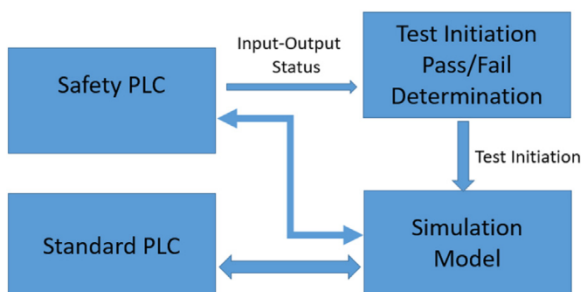 Safety PLC
Input-Output
Status
Test Initiation
Pass/Fail
Determination
Test Initiation
Standard PLC
Simulation
Model